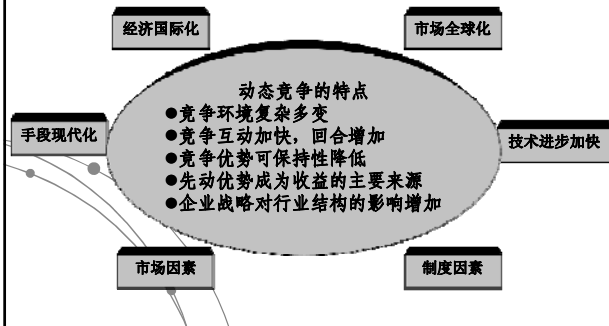 经济国际化
市场全球化
动态竞争的特点
●竞争环境复杂多变
●竞争互动加快，回合增加
手段现代化
技术进步加快
●竞争优势可保持性降低
●先动优势成为收益的主要来源
●企业战略对行业结构的影响增加
市场因素
制度因素